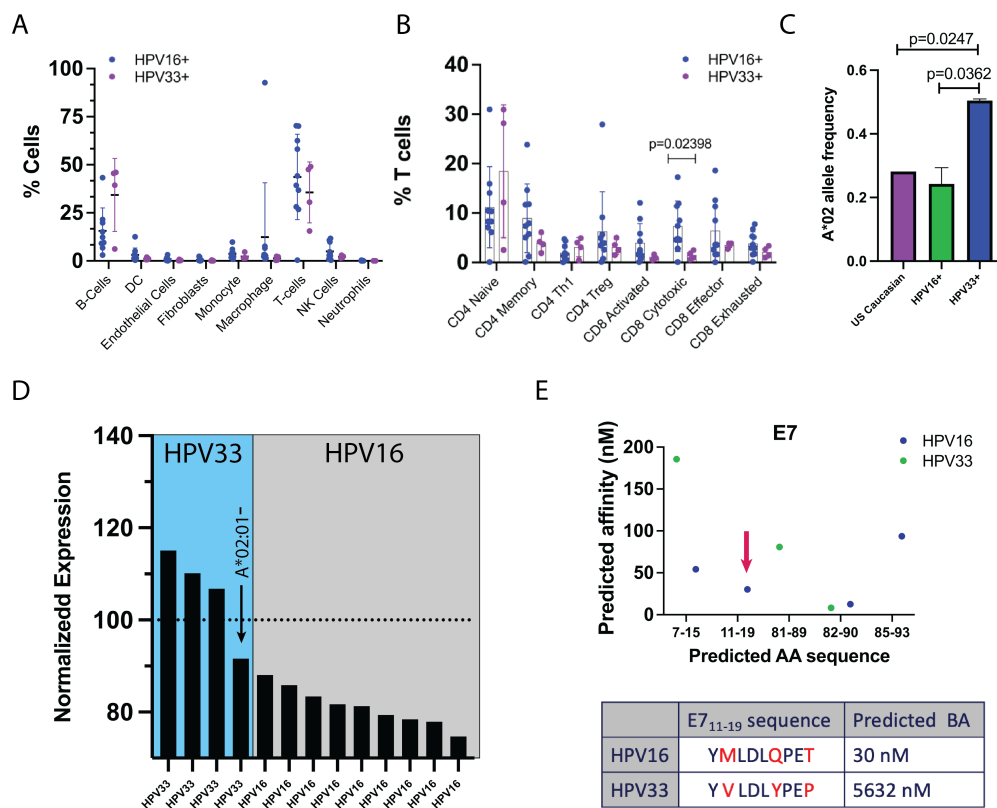 A
HPV16+
HPV33+
100
75
50
25
0
% Cells
B-Cells
DC
Endothelial Cells
Fibroblasts
Monocyte
Macrophage
T-cells
NK Cells
Neutrophils
B
HPV16+
HPV33+
40
30
20
10
0
% T cells
p=0.02398
CD4 Naive
CD4 Memory
CD4 Th1
CD4 Treg
CD8 Activated
CD8 Cytotoxic
CD8 Effector
CD8 Exhausted
C
p=0.0247
p=0.0362
0.6
0.4
0.2
0.0
A*02 allele frequency
US Caucasian
HPV16+
HPV33+
D
140
120
100
80
Normalizedd Expression
HPV33
HPV16
A*02:01-
HPV33
HPV33
HPV33
HPV33
HPV16
HPV16
HPV16
HPV16
HPV16
HPV16
HPV16
HPV16
HPV16
E
E7
HPV16
HPV33
200
150
100
50
0
Predicted affinity (nM)
7-15 11-19 81-89 82-90 85-93
Predicted AA sequence
E7₁₁₋₁₉ sequence Predicted BA
HPV16 YMLDLQPET 30 nM
HPV33 YVLDLYPEP 5632 nM